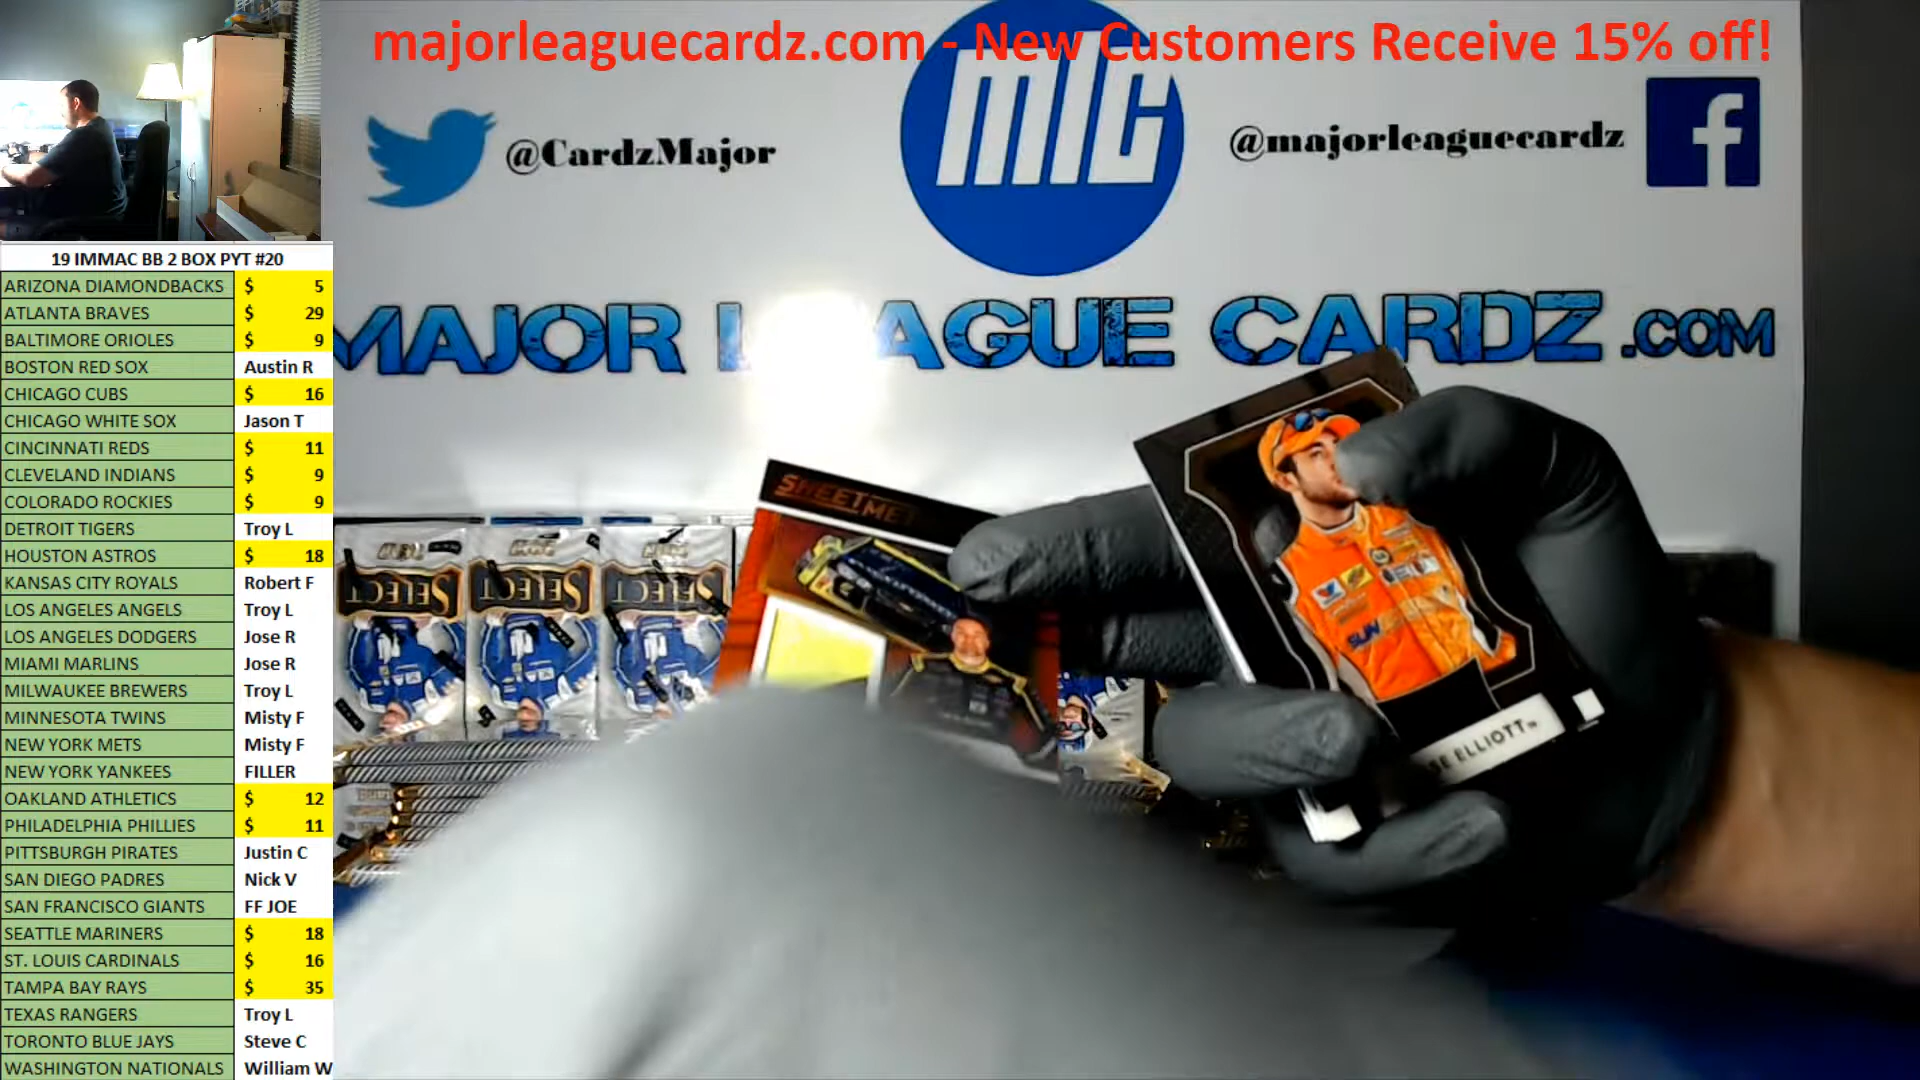 majorleaguecardz.com - New Customers Receive 15% off!
@CardzMajor
MLC
@majorleaguecardz
f
MAJOR L AGUE CARDZ.COM
19 IMMAC BB 2 BOX PYT #20
ARIZONA DIAMONDBACKS $ 5
ATLANTA BRAVES $ 29
BALTIMORE ORIOLES $ 9
BOSTON RED SOX Austin R
CHICAGO CUBS $ 16
CHICAGO WHITE SOX Jason T
CINCINNATI REDS $ 11
CLEVELAND INDIANS $ 9
COLORADO ROCKIES $ 9
DETROIT TIGERS Troy L
HOUSTON ASTROS $ 18
KANSAS CITY ROYALS Robert F
LOS ANGELES ANGELS Troy L
LOS ANGELES DODGERS Jose R
MIAMI MARLINS Jose R
MILWAUKEE BREWERS Troy L
MINNESOTA TWINS Misty F
NEW YORK METS Misty F
NEW YORK YANKEES FILLER
OAKLAND ATHLETICS $ 12
PHILADELPHIA PHILLIES $ 11
PITTSBURGH PIRATES Justin C
SAN DIEGO PADRES Nick V
SAN FRANCISCO GIANTS FF JOE
SEATTLE MARINERS $ 18
ST. LOUIS CARDINALS $ 16
TAMPA BAY RAYS $ 35
TEXAS RANGERS Troy L
TORONTO BLUE JAYS Steve C
WASHINGTON NATIONALS William W
SHEET MET
SELECT
SELECT
SELECT
SE ELLIOTT™